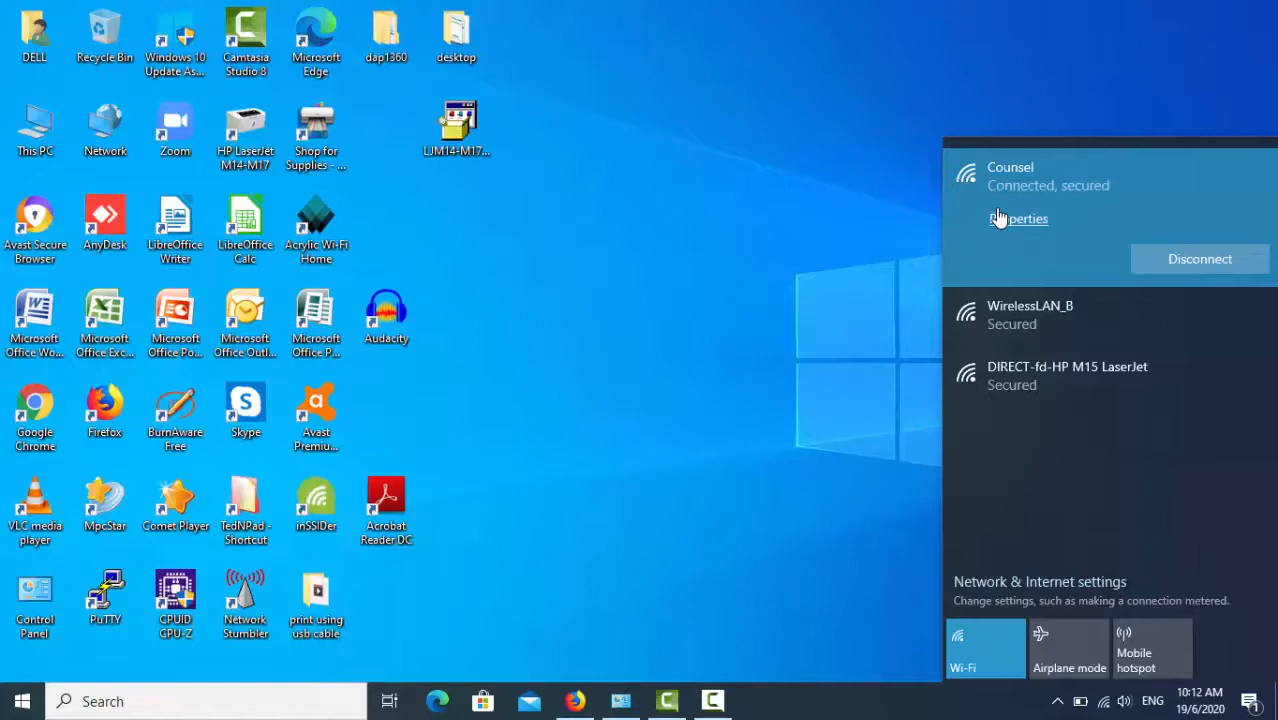 DELL
Recycle Bin
Windows 10
Update As...
Camtasia
Studio 8
Microsoft
Edge
dap1360
desktop
This PC
Network
Zoom
HP LaserJet
M14-M17
Shop for
Supplies - ...
LJM14-M17...
Avast Secure
Browser
AnyDesk
LibreOffice
Writer
LibreOffice
Calc
Acrylic Wi-Fi
Home
Microsoft
Office Wo...
Microsoft
Office Exc...
Microsoft
Office Po...
Microsoft
Office Outl...
Microsoft
Office P...
Audacity
Google
Chrome
Firefox
BurnAware
Free
Skype
Avast
Premiu...
VLC media
player
MpcStar
Comet Player
TedNPad -
Shortcut
inSSIDer
Acrobat
Reader DC
Control
Panel
PuTTY
CPUID
CPU-Z
Network
Stumbler
print using
usb cable
Counsel
Connected, secured
Properties
Disconnect
WirelessLAN_B
Secured
DIRECT-fd-HP M15 LaserJet
Secured
Network & Internet settings
Change settings, such as making a connection metered.
Wi-Fi
Airplane mode
Mobile
hotspot
Search
ENG
10:12 AM
19/6/2020
1